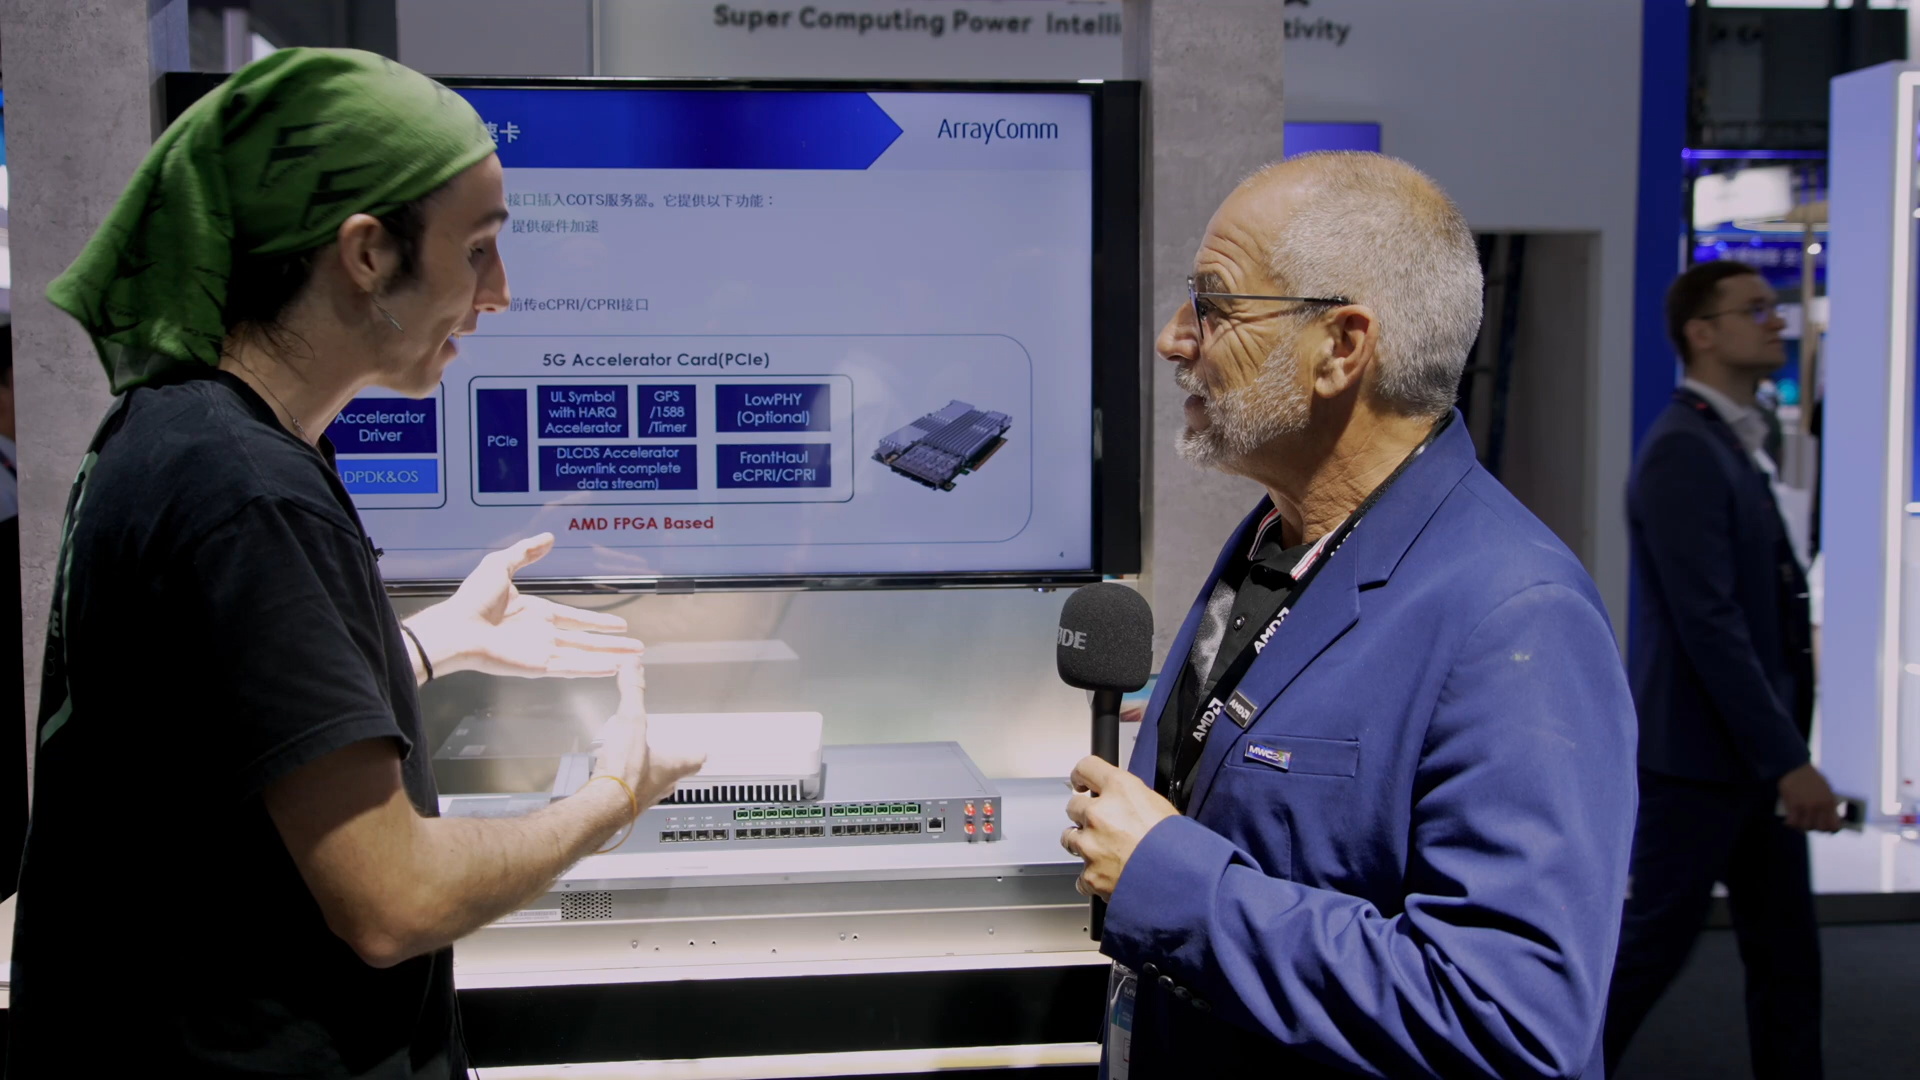 Super Computing Power Intelli
tivity
速卡
ArrayComm
接口插入COTS服务器。它提供以下功能：
提供硬件加速
前传eCPRI/CPRI接口
5G Accelerator Card(PCIe)
Accelerator
Driver
DPDK&OS
PCIe
UL Symbol
with HARQ
Accelerator
GPS
/1588
/Timer
LowPHY
(Optional)
DLCDS Accelerator
(downlink complete
data stream)
FrontHaul
eCPRI/CPRI
AMD FPGA Based
4
IDE
AMD
AMD
AMD
MWC24